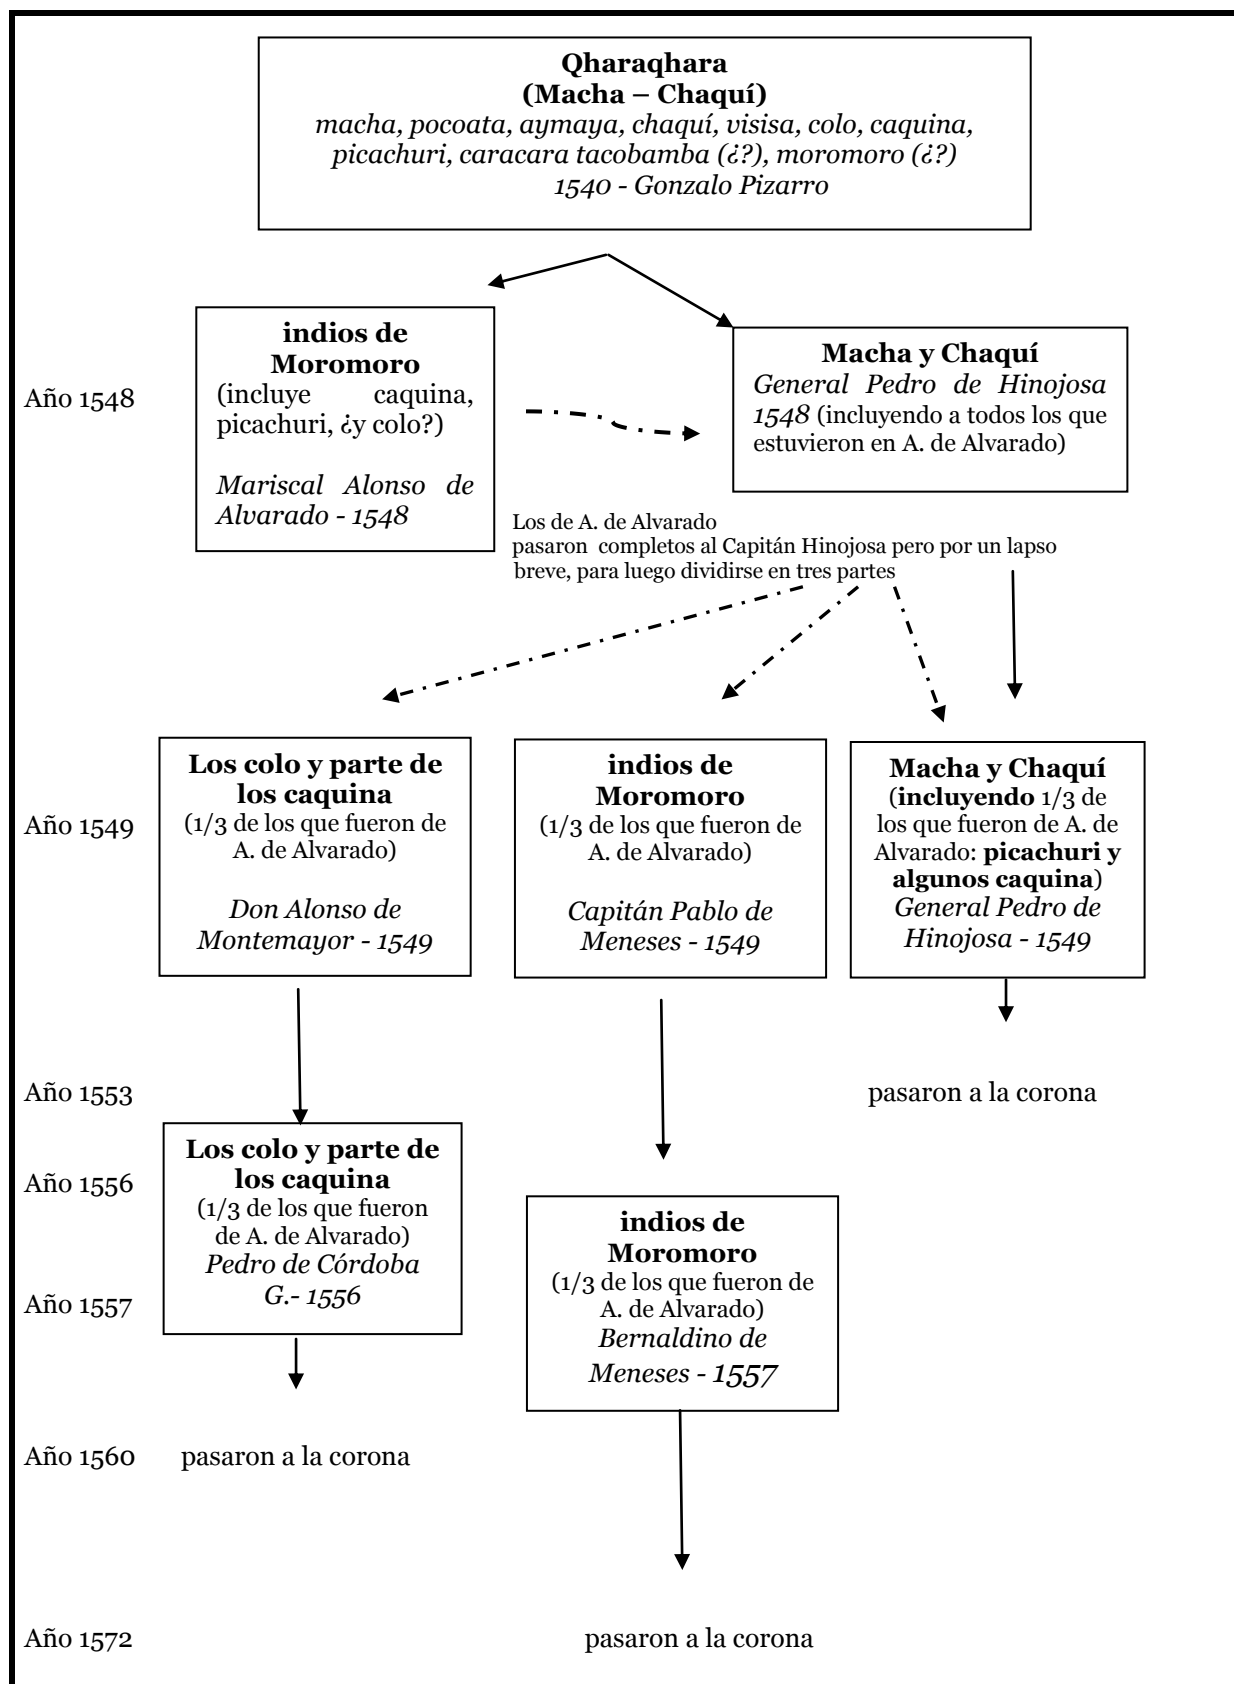 Qharaqhara
(Macha – Chaquí)
macha, pocoata, aymaya, chaquí, visisa, colo, caquina,
picachuri, caracara tacobamba (¿?), moromoro (¿?)
1540 - Gonzalo Pizarro
Año 1548
indios de
Moromoro
(incluye caquina,
picachuri, ¿y colo?)
Mariscal Alonso de
Alvarado - 1548
Macha y Chaquí
General Pedro de Hinojosa
1548 (incluyendo a todos los que
estuvieron en A. de Alvarado)
Los de A. de Alvarado
pasaron completos al Capitán Hinojosa pero por un lapso
breve, para luego dividirse en tres partes
Año 1549
Los colo y parte de
los caquina
(1/3 de los que fueron de
A. de Alvarado)
Don Alonso de
Montemayor - 1549
indios de
Moromoro
(1/3 de los que fueron de
A. de Alvarado)
Capitán Pablo de
Meneses - 1549
Macha y Chaquí
(incluyendo 1/3 de
los que fueron de A. de
Alvarado: picachuri y
algunos caquina)
General Pedro de
Hinojosa - 1549
Año 1553
pasaron a la corona
Año 1556
Los colo y parte de
los caquina
(1/3 de los que fueron
de A. de Alvarado)
Pedro de Córdoba
G.- 1556
Año 1557
indios de
Moromoro
(1/3 de los que fueron de
A. de Alvarado)
Bernaldino de
Meneses - 1557
Año 1560
pasaron a la corona
Año 1572
pasaron a la corona